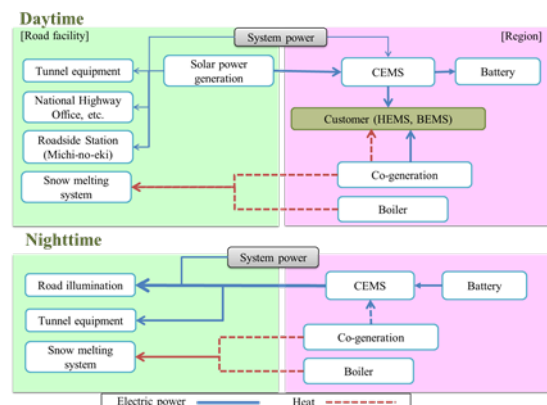 Daytime
[Road facility]
System power
[Region]
Tunnel equipment
Solar power
generation
CEMS
Battery
National Highway
Office, etc.
Customer (HEMS, BEMS)
Roadside Station
(Michi-no-eki)
Snow melting
system
Co-generation
Boiler
Nighttime
System power
Road illumination
CEMS
Battery
Tunnel equipment
Co-generation
Snow melting
system
Boiler
Electric power
Heat